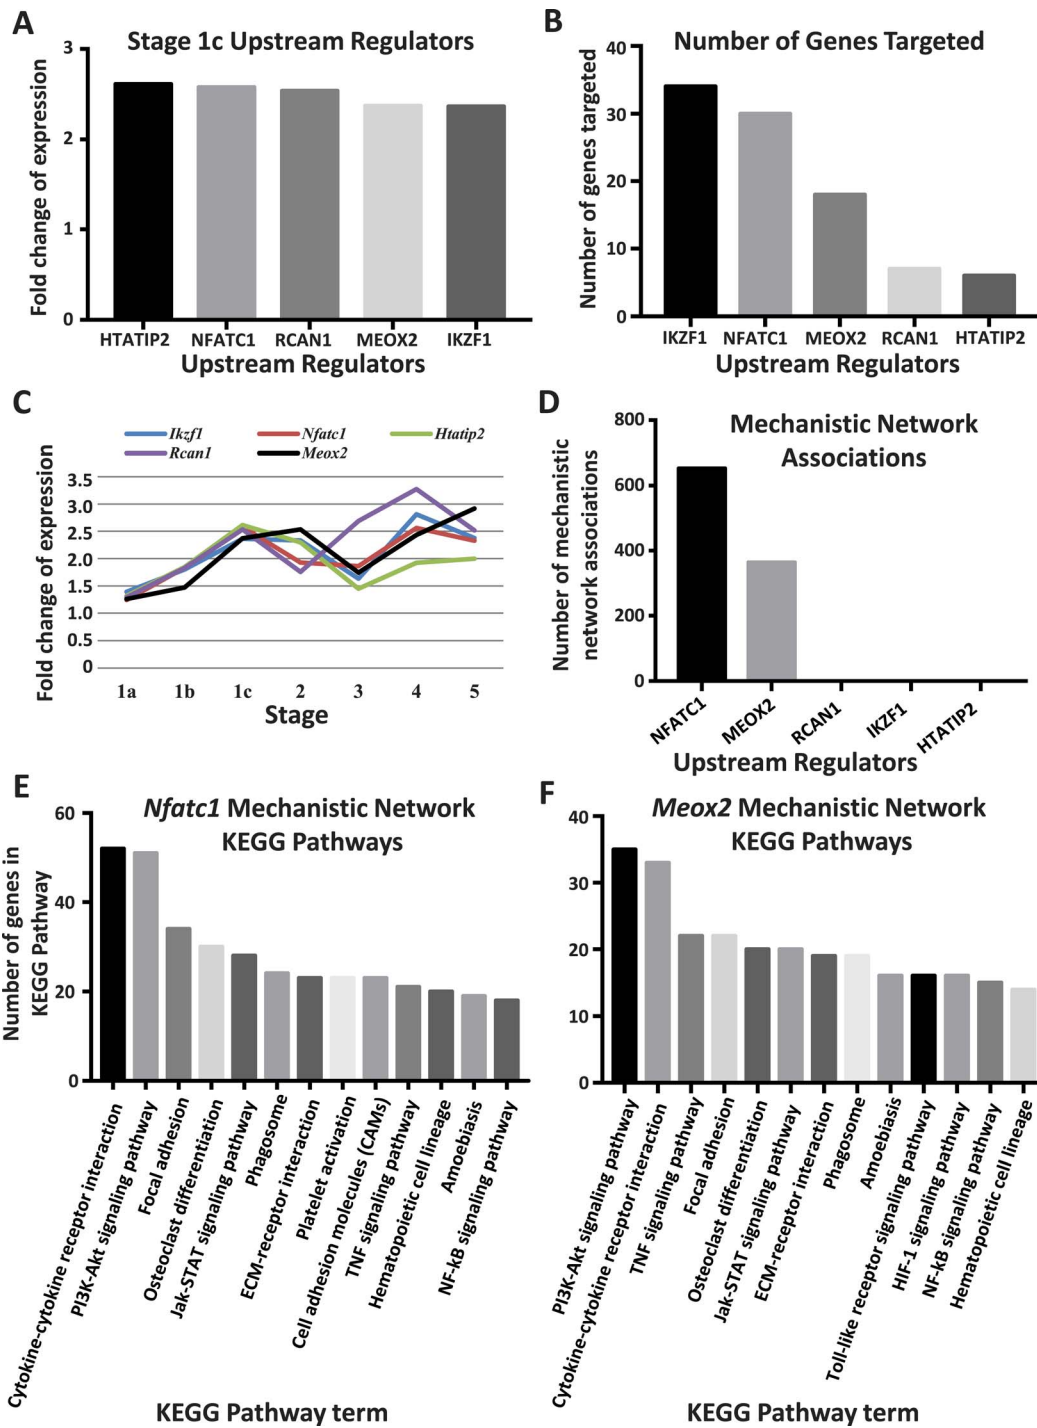 A
Stage 1c Upstream Regulators
Fold change of expression
3
2
1
0
HTATIP2 NFATC1 RCAN1 MEOX2 IKZF1
Upstream Regulators
B
Number of Genes Targeted
Number of genes targeted
40
30
20
10
0
IKZF1 NFATC1 MEOX2 RCAN1 HTATIP2
Upstream Regulators
C
Ikzf1 Nfatc1 Htatip2
Rcan1 Meox2
Fold change of expression
3.5
3.0
2.5
2.0
1.5
1.0
0.5
0
1a 1b 1c 2 3 4 5
Stage
D
Mechanistic Network
Associations
Number of mechanistic
network associations
800
600
400
200
0
NFATC1
MEOX2
RCAN1
IKZF1
HTATIP2
Upstream Regulators
E
Nfatc1 Mechanistic Network
KEGG Pathways
Number of genes in
KEGG Pathway
60
40
20
0
Cytokine-cytokine receptor interaction
PI3K-Akt signaling pathway
Focal adhesion
Osteoclast differentiation
Jak-STAT signaling pathway
Phagosome
ECM-receptor interaction
Platelet activation
Cell adhesion molecules (CAMs)
TNF signaling pathway
Hematopoietic cell lineage
Amoebiasis
NF-kB signaling pathway
KEGG Pathway term
F
Meox2 Mechanistic Network
KEGG Pathways
40
30
20
10
0
PI3K-Akt signaling pathway
Cytokine-cytokine receptor interaction
TNF signaling pathway
Focal adhesion
Osteoclast differentiation
Jak-STAT signaling pathway
ECM-receptor interaction
Phagosome
Amoebiasis
Toll-like receptor signaling pathway
HIF-1 signaling pathway
NF-kB signaling pathway
Hematopoietic cell lineage
KEGG Pathway term